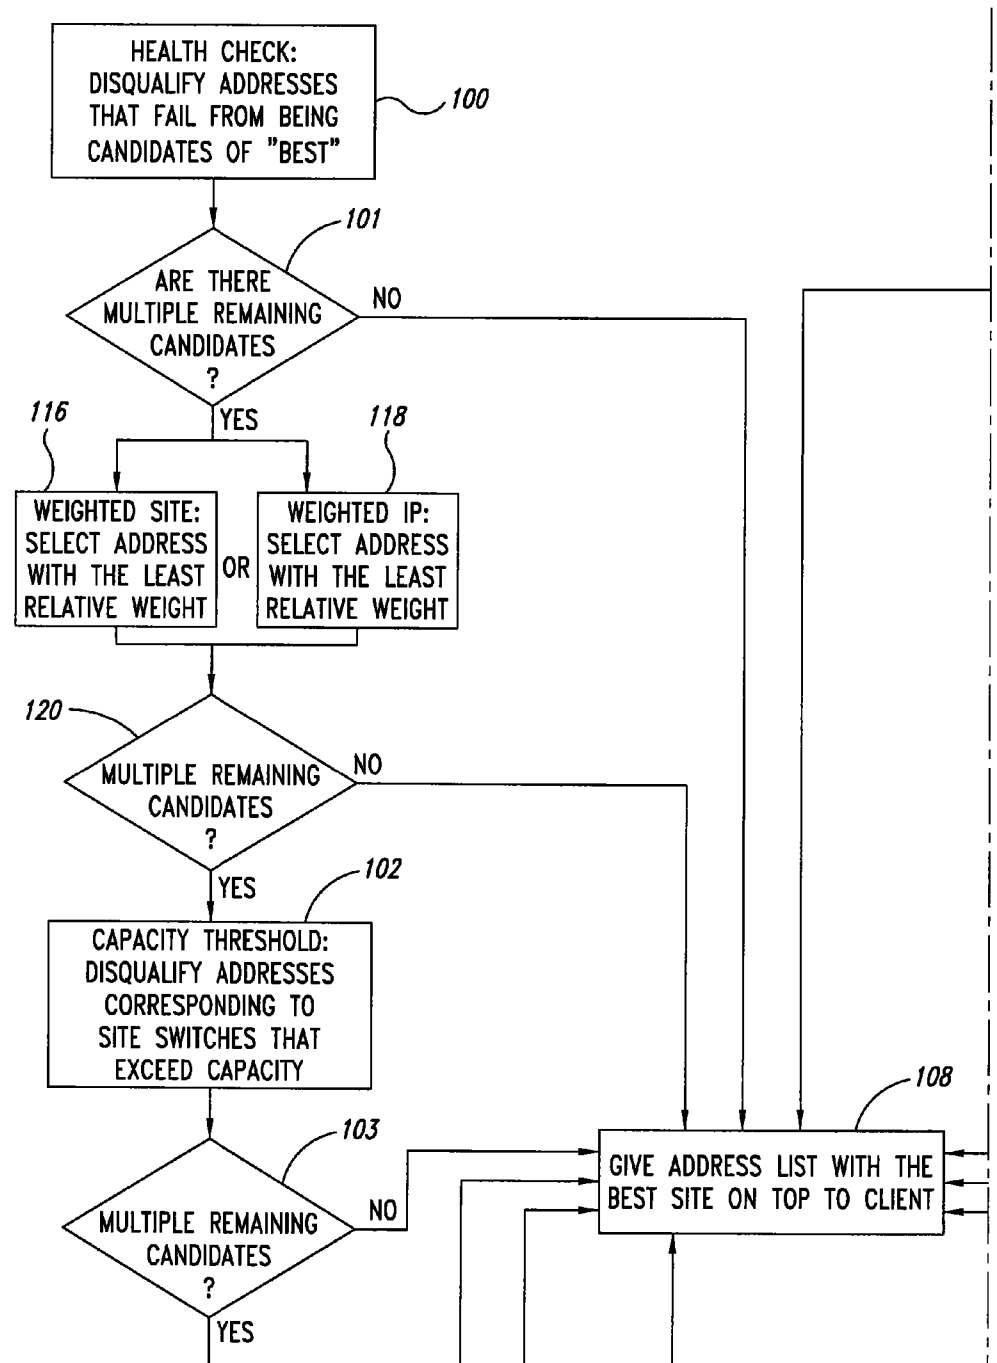 HEALTH CHECK:
DISQUALIFY ADDRESSES
THAT FAIL FROM BEING
CANDIDATES OF "BEST"
100
101
ARE THERE
MULTIPLE REMAINING
CANDIDATES
?
NO
YES
116
118
WEIGHTED SITE:
SELECT ADDRESS
WITH THE LEAST
RELATIVE WEIGHT
OR
WEIGHTED IP:
SELECT ADDRESS
WITH THE LEAST
RELATIVE WEIGHT
120
MULTIPLE REMAINING
CANDIDATES
?
NO
YES
102
CAPACITY THRESHOLD:
DISQUALIFY ADDRESSES
CORRESPONDING TO
SITE SWITCHES THAT
EXCEED CAPACITY
103
MULTIPLE REMAINING
CANDIDATES
?
NO
YES
108
GIVE ADDRESS LIST WITH THE
BEST SITE ON TOP TO CLIENT